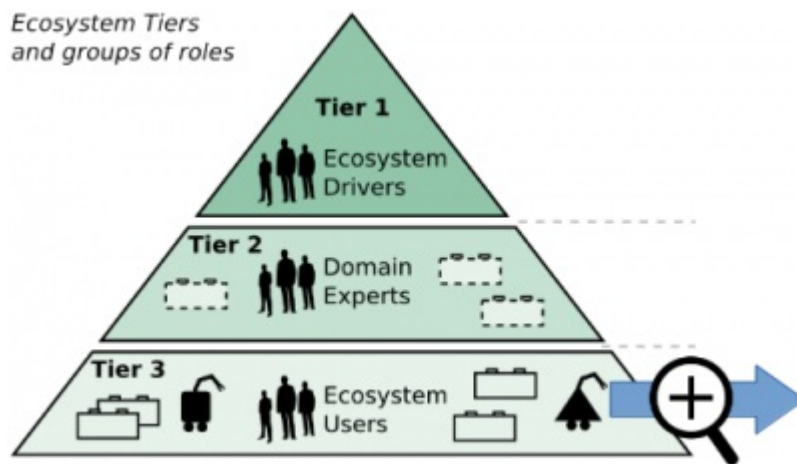 Ecosystem Tiers
and groups of roles
Tier 1
Ecosystem
Drivers
Tier 2
Domain
Experts
Tier 3
Ecosystem
Users